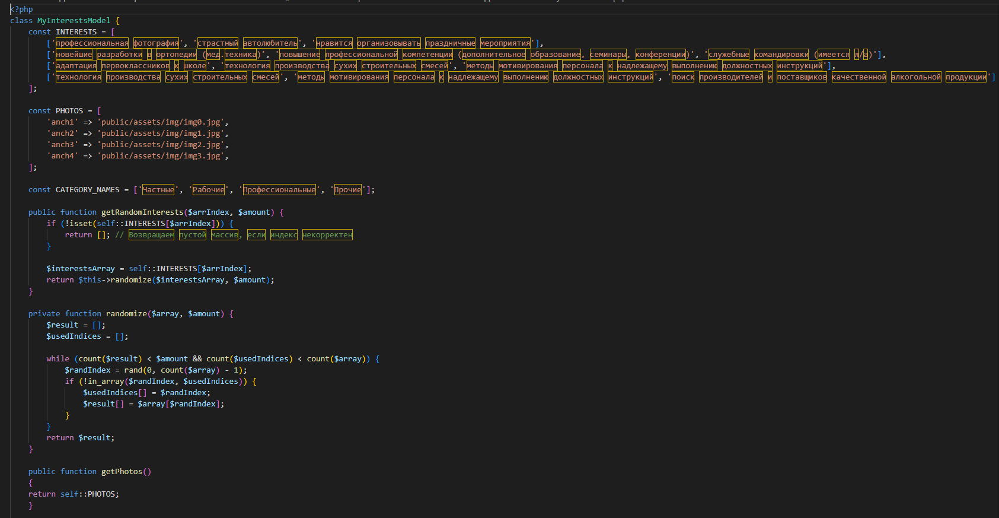 <?php
class MyInterestsModel {
    const INTERESTS = [
        ['профессиональная фотография', 'страстный автолюбитель', 'нравится организовывать праздничные мероприятия'],
        ['новейшие разработки в ортопедии (мед.техника)', 'повышение профессиональной компетенции (дополнительное образование, семинары, конференции)', 'служебные командировки (имеется л/а)'],
        ['адаптация первоклассников к школе', 'технология производства сухих строительных смесей', 'методы мотивирования персонала к надлежащему выполнению должностных инструкций'],
        ['технология производства сухих строительных смесей', 'методы мотивирования персонала к надлежащему выполнению должностных инструкций', 'поиск производителей и поставщиков качественной алкогольной продукции']
    ];
    const PHOTOS = [
        'anch1' => 'public/assets/img/img0.jpg',
        'anch2' => 'public/assets/img/img1.jpg',
        'anch3' => 'public/assets/img/img2.jpg',
        'anch4' => 'public/assets/img/img3.jpg',
    ];
    const CATEGORY_NAMES = ['Частные', 'Рабочие', 'Профессиональные', 'Прочие'];
    public function getRandomInterests($arrIndex, $amount) {
        if (!isset(self::INTERESTS[$arrIndex])) {
            return []; // Возвращаем пустой массив, если индекс некорректен
        }
        $interestsArray = self::INTERESTS[$arrIndex];
        return $this->randomize($interestsArray, $amount);
    }
    private function randomize($array, $amount) {
        $result = [];
        $usedIndices = [];
        while (count($result) < $amount && count($usedIndices) < count($array)) {
            $randIndex = rand(0, count($array) - 1);
            if (!in_array($randIndex, $usedIndices)) {
                $usedIndices[] = $randIndex;
                $result[] = $array[$randIndex];
            }
        }
        return $result;
    }
    public function getPhotos()
    {
    return self::PHOTOS;
    }